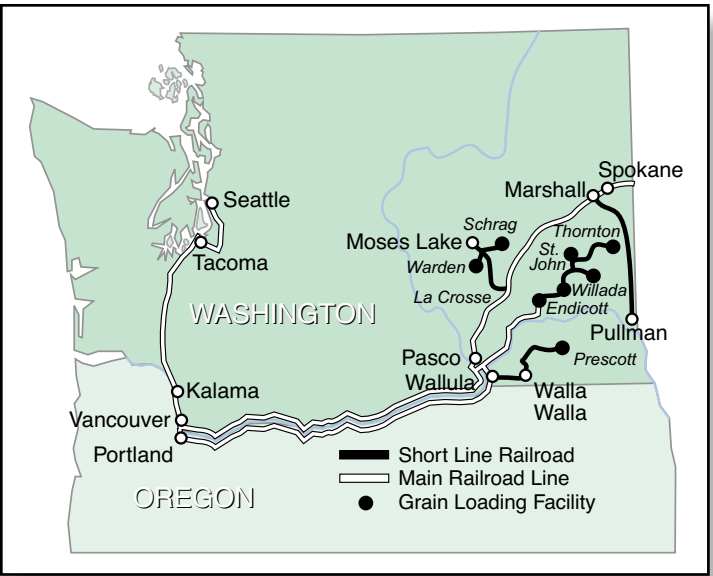 Spokane
Marshall
Seattle
Schrag
Thornton
Moses Lake
St.
John
Tacoma
Warden
La Crosse
Willada
WASHINGTON
Endicott
Pullman
Pasco
Prescott
Wallula
Kalama
Walla
Walla
Vancouver
Portland
Short Line Railroad
Main Railroad Line
OREGON
Grain Loading Facility